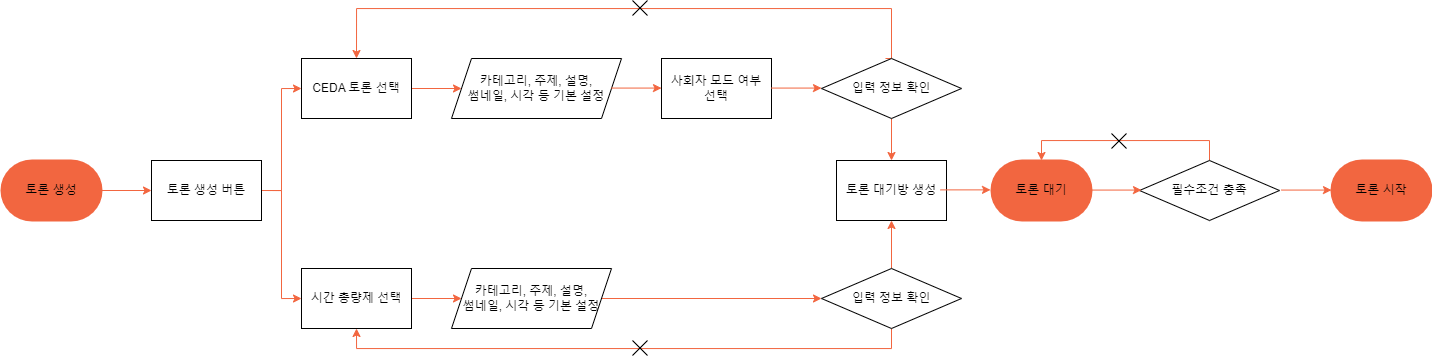 토론 생성
토론 생성 버튼
CEDA 토론 선택
카테고리, 주제, 설명,
썸네일, 시각 등 기본 설정
사회자 모드 여부
선택
입력 정보 확인
시간 총량제 선택
카테고리, 주제, 설명,
썸네일, 시각 등 기본 설정
입력 정보 확인
토론 대기방 생성
토론 대기
필수조건 충족
토론 시작